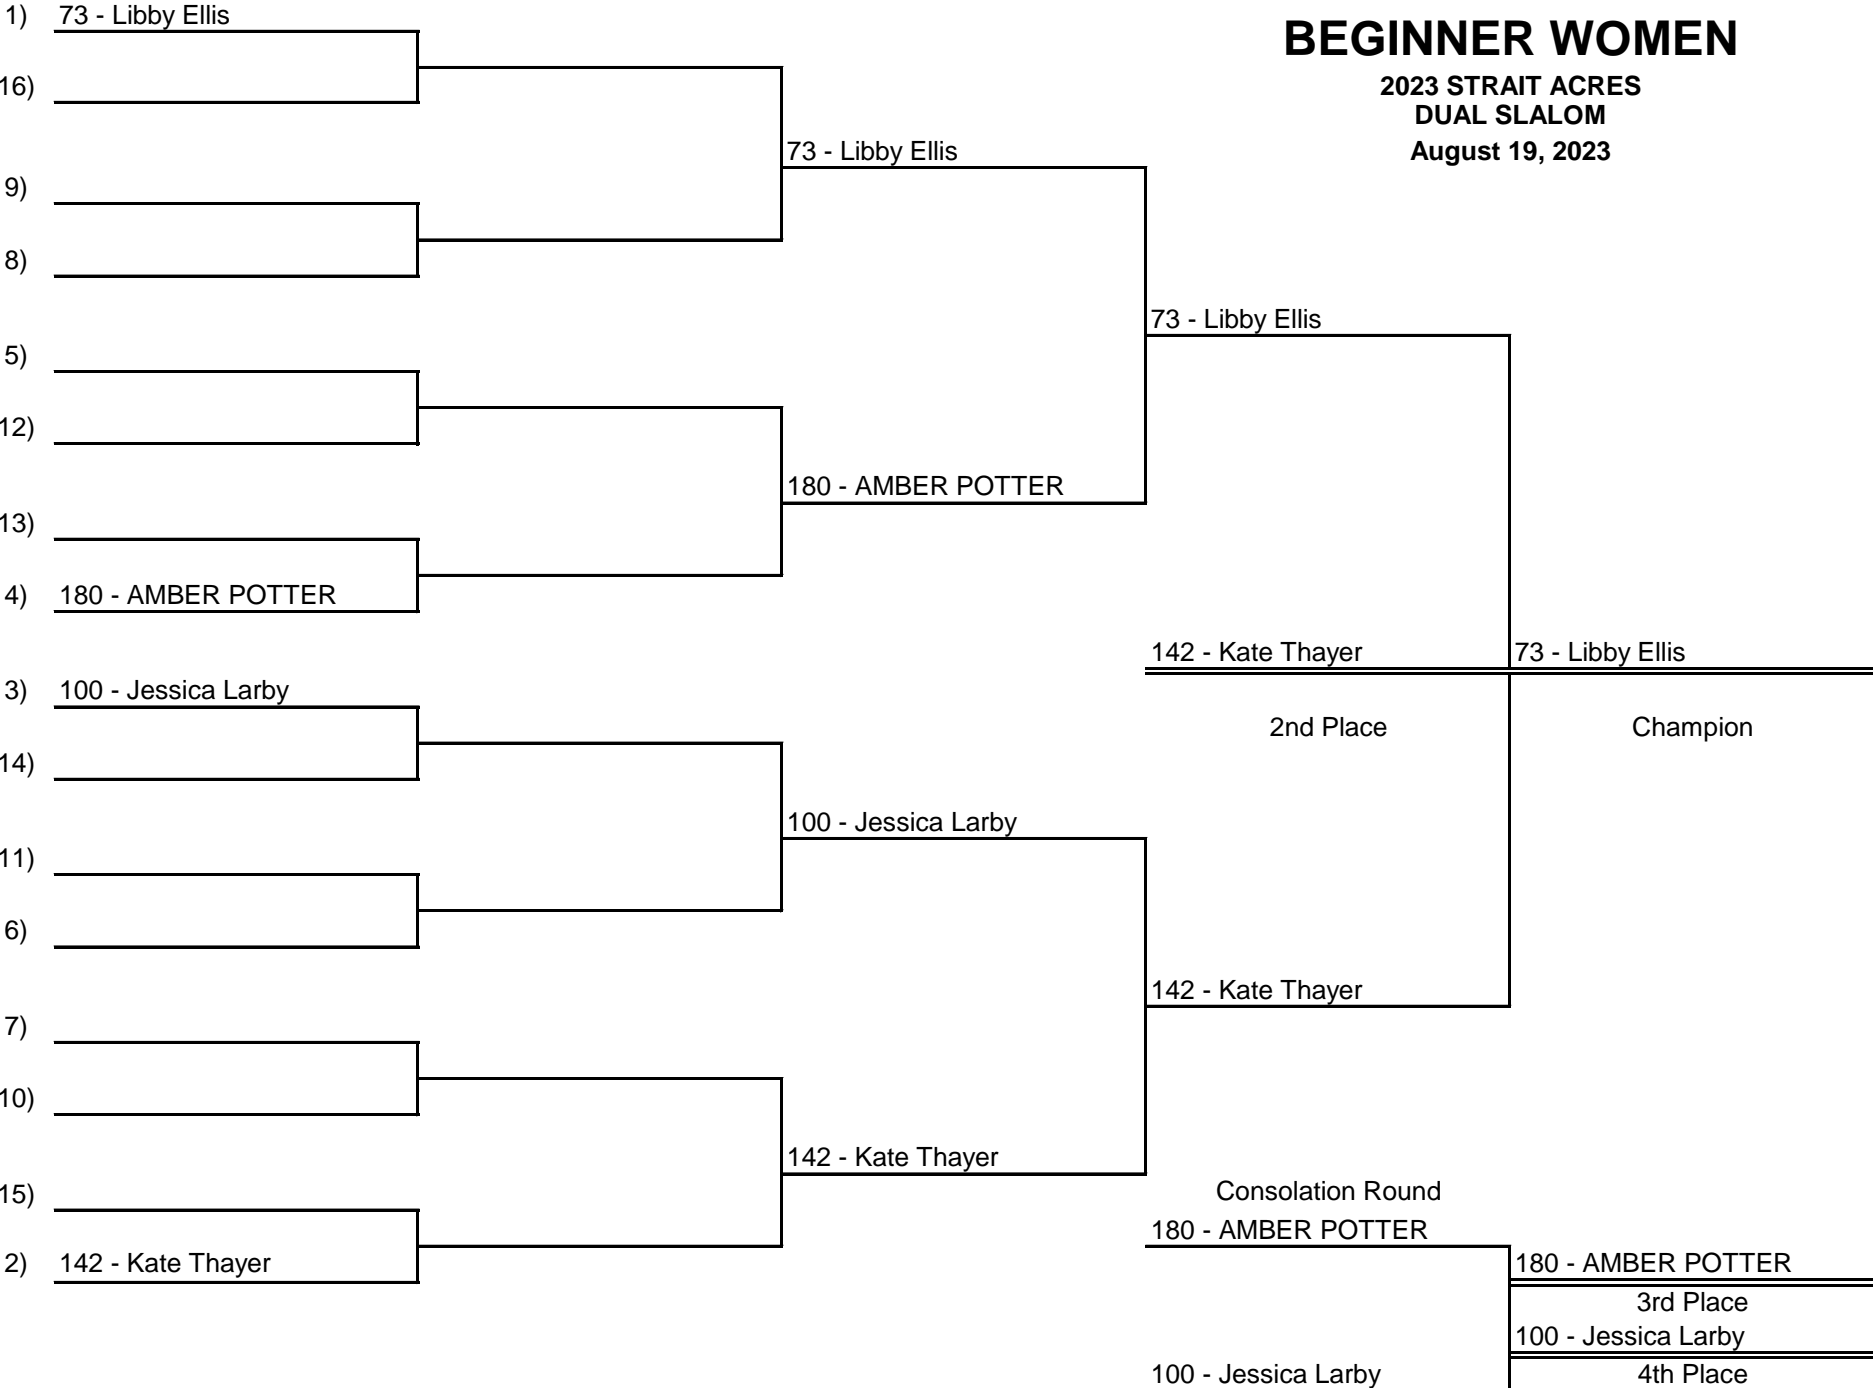 BEGINNER WOMEN
2023 STRAIT ACRES
DUAL SLALOM
August 19, 2023
1) 73 - Libby Ellis
16)
9)
8)
5)
12)
13)
4) 180 - AMBER POTTER
3) 100 - Jessica Larby
14)
11)
6)
7)
10)
15)
2) 142 - Kate Thayer
73 - Libby Ellis
180 - AMBER POTTER
100 - Jessica Larby
142 - Kate Thayer
73 - Libby Ellis
142 - Kate Thayer
142 - Kate Thayer
2nd Place
73 - Libby Ellis
Champion
Consolation Round
180 - AMBER POTTER
100 - Jessica Larby
180 - AMBER POTTER
3rd Place
100 - Jessica Larby
4th Place